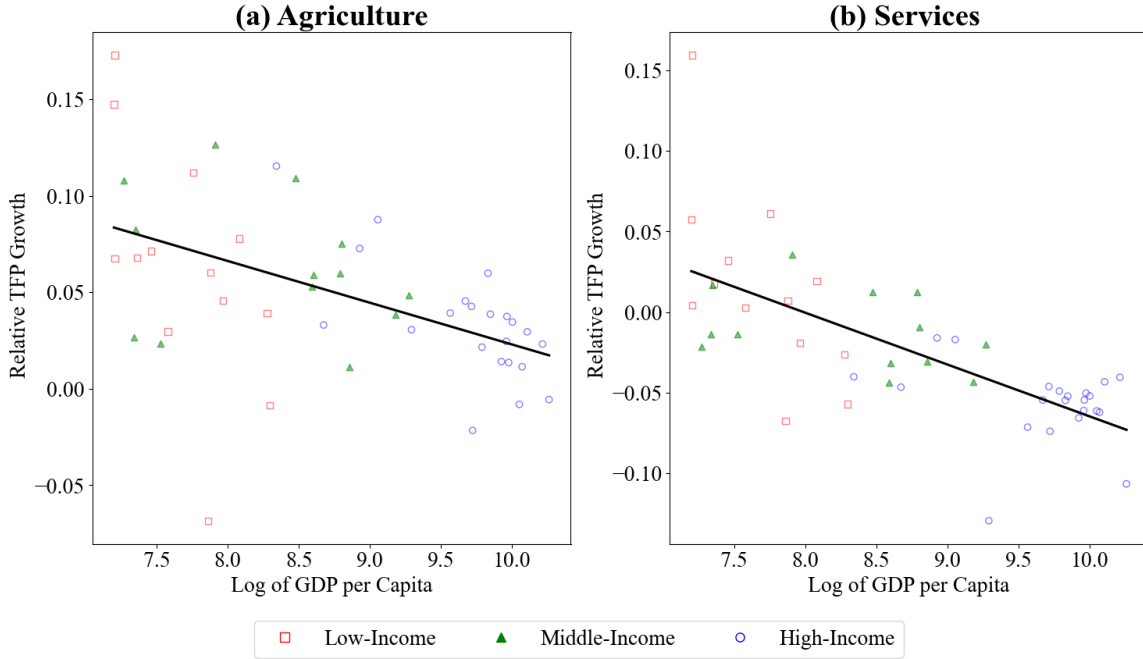 (a) Agriculture
Relative TFP Growth
0.15
0.10
0.05
0.00
−0.05
7.5 8.0 8.5 9.0 9.5 10.0
Log of GDP per Capita
(b) Services
Relative TFP Growth
0.15
0.10
0.05
0.00
−0.05
−0.10
7.5 8.0 8.5 9.0 9.5 10.0
Log of GDP per Capita
Low-Income Middle-Income High-Income